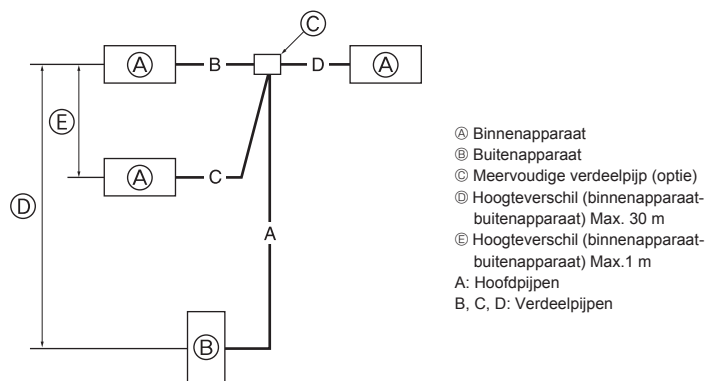 Ⓒ
Ⓐ B D Ⓐ
Ⓔ
Ⓐ C
Ⓓ
A
Ⓑ
Ⓐ Binnenapparaat
Ⓑ Buitenapparaat
Ⓒ Meervoudige verdeelpijp (optie)
Ⓓ Hoogteverschil (binnenapparaat-
buitenapparaat) Max. 30 m
Ⓔ Hoogteverschil (binnenapparaat-
buitenapparaat) Max.1 m
A: Hoofdpijpen
B, C, D: Verdeelpijpen